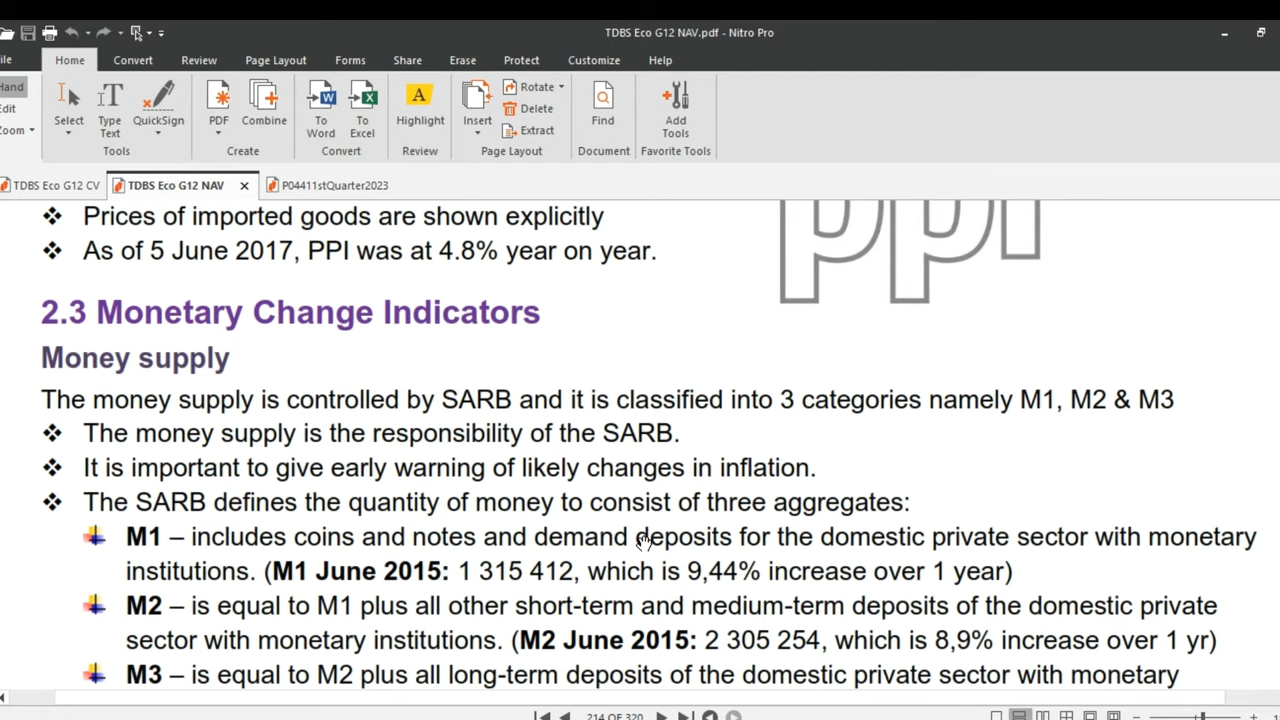 TDBS Eco G12 NAV.pdf - Nitro Pro
ile Home Convert Review Page Layout Forms Share Erase Protect Customize Help
Hand
Edit
Zoom
Select
Type Text
QuickSign
Tools
PDF
Combine
Create
To Word
To Excel
Convert
Highlight
Review
Insert
Rotate
Delete
Extract
Page Layout
Find
Document
Add Tools
Favorite Tools
TDBS Eco G12 CV TDBS Eco G12 NAV P04411stQuarter2023
❖ Prices of imported goods are shown explicitly
❖ As of 5 June 2017, PPI was at 4.8% year on year.
ppi
2.3 Monetary Change Indicators
Money supply
The money supply is controlled by SARB and it is classified into 3 categories namely M1, M2 & M3
❖ The money supply is the responsibility of the SARB.
❖ It is important to give early warning of likely changes in inflation.
❖ The SARB defines the quantity of money to consist of three aggregates:
M1 – includes coins and notes and demand deposits for the domestic private sector with monetary
institutions. (M1 June 2015: 1 315 412, which is 9,44% increase over 1 year)
M2 – is equal to M1 plus all other short-term and medium-term deposits of the domestic private
sector with monetary institutions. (M2 June 2015: 2 305 254, which is 8,9% increase over 1 yr)
M3 – is equal to M2 plus all long-term deposits of the domestic private sector with monetary
214 OF 320